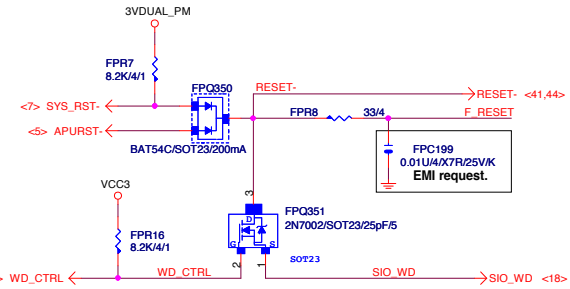 3VDUAL_PM
FPR7
8.2K/4/1
FPQ350
RESET-
RESET- <41,44>
<7> SYS_RST-
FPR8
33/4
F_RESET
<5> APURST-
BAT54C/SOT23/200mA
FPC199
0.01U/4/X7R/25V/K
EMI request.
VCC3
3
FPQ351
2N7002/SOT23/25pF/5
D
FPR16
8.2K/4/1
G
S
SOT23
2
1
WD_CTRL
WD_CTRL
SIO_WD
SIO_WD <18>